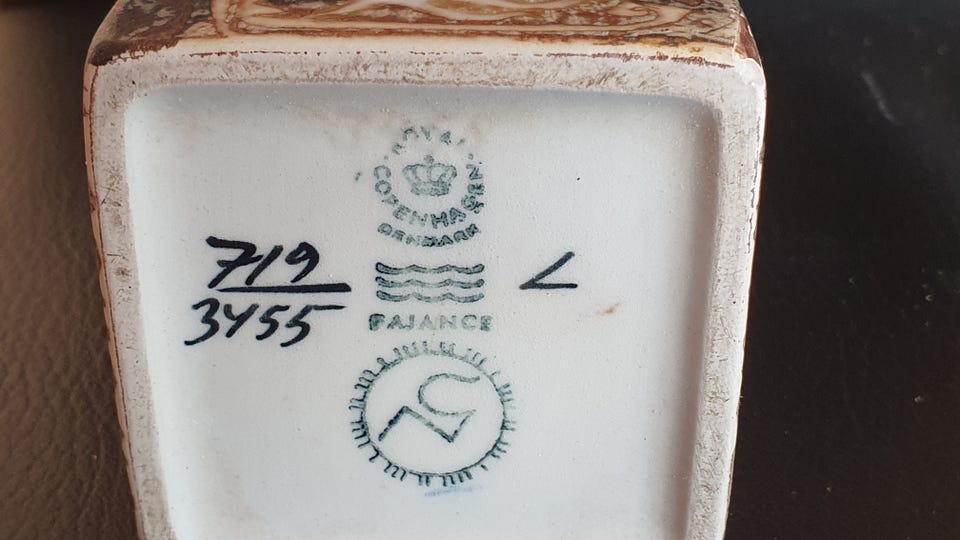 ROYAL
COPENHAGEN
DENMARK
719
3455
FAJANCE